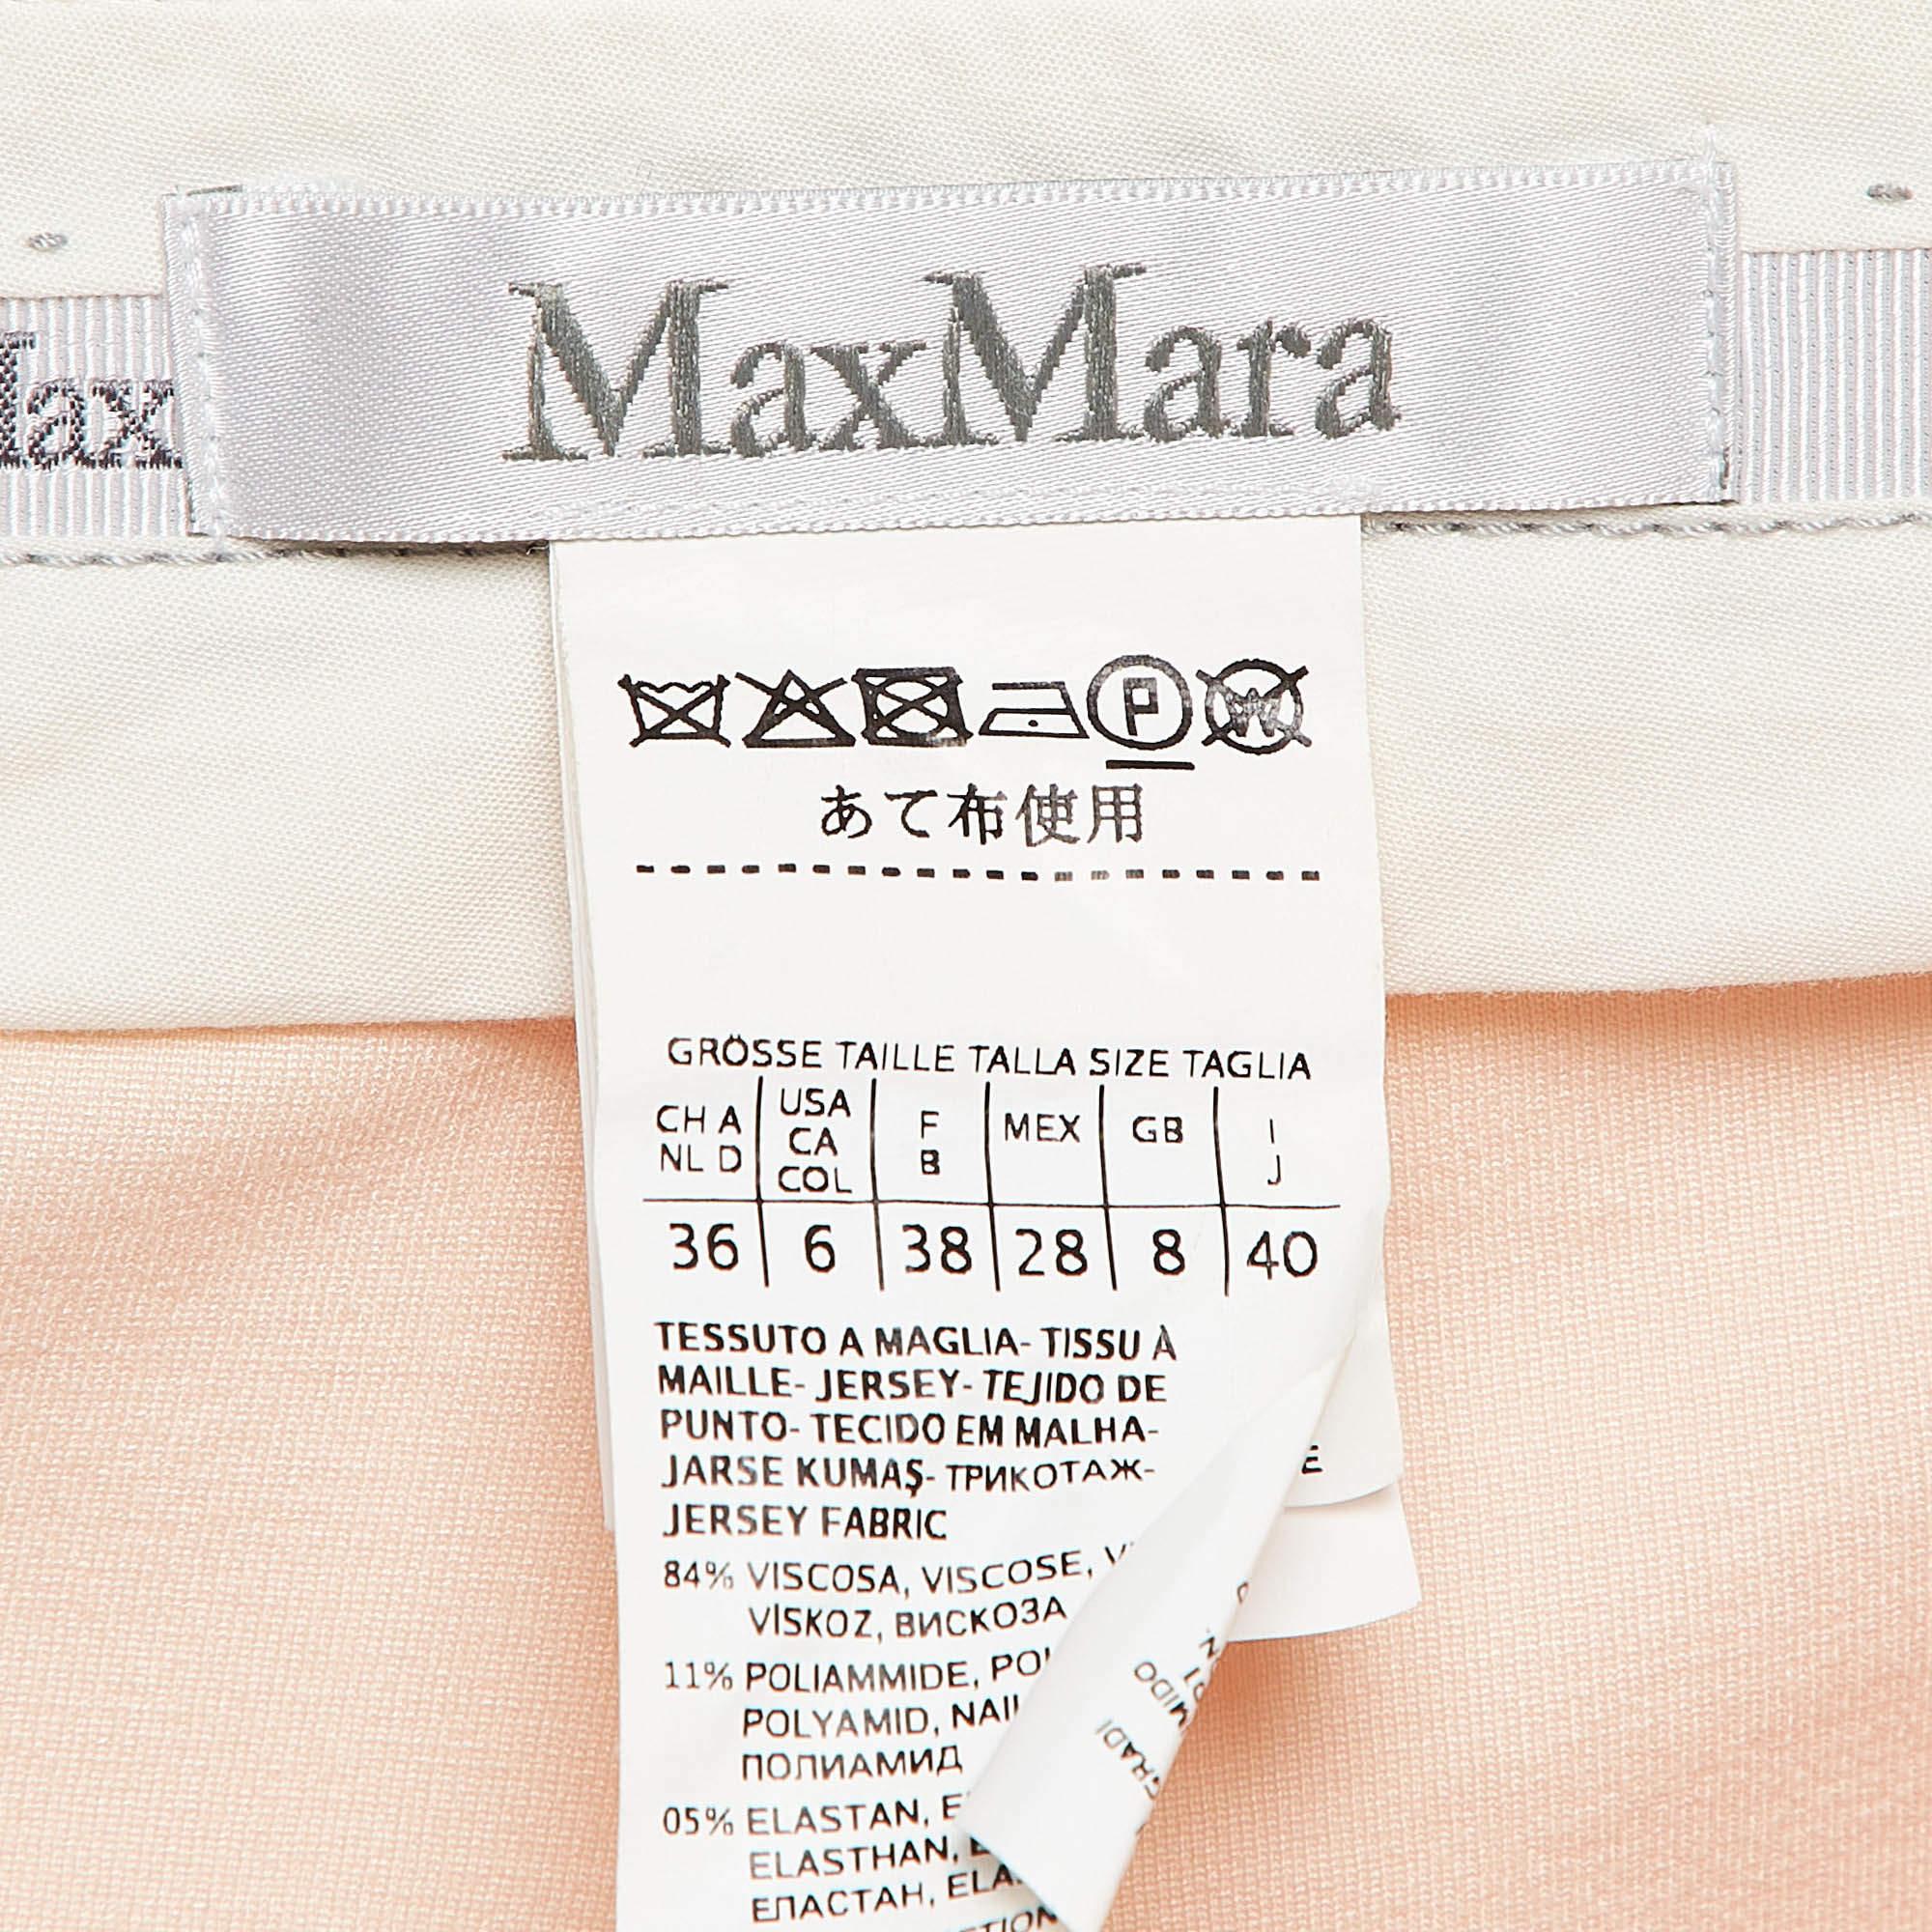 MaxMara
P
W
あて布使用
GRÖSSE TAILLE TALLA SIZE TAGLIA
CH A NL D USA CA COL F B MEX GB I J
36 6 38 28 8 40
TESSUTO A MAGLIA- TISSU À
MAILLE- JERSEY- TEJIDO DE
PUNTO- TECIDO EM MALHA-
JARSE KUMAŞ- ТРИКОТАЖ-
JERSEY FABRIC
84% VISCOSA, VISCOSE,
VİSKOZ, ВИСКОЗА
11% POLIAMMIDE,
POLYAMID,
ПОЛИАМИД
05% ELASTAN,
ELASTHAN,
ЕЛАСТАН,